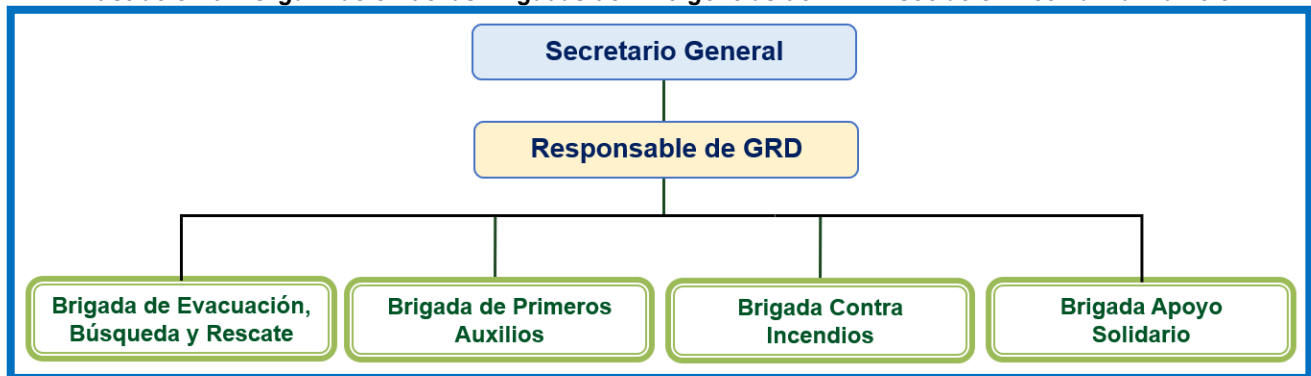 Secretario General
Responsable de GRD
Brigada de Evacuación,
Búsqueda y Rescate
Brigada de Primeros
Auxilios
Brigada Contra
Incendios
Brigada Apoyo
Solidario